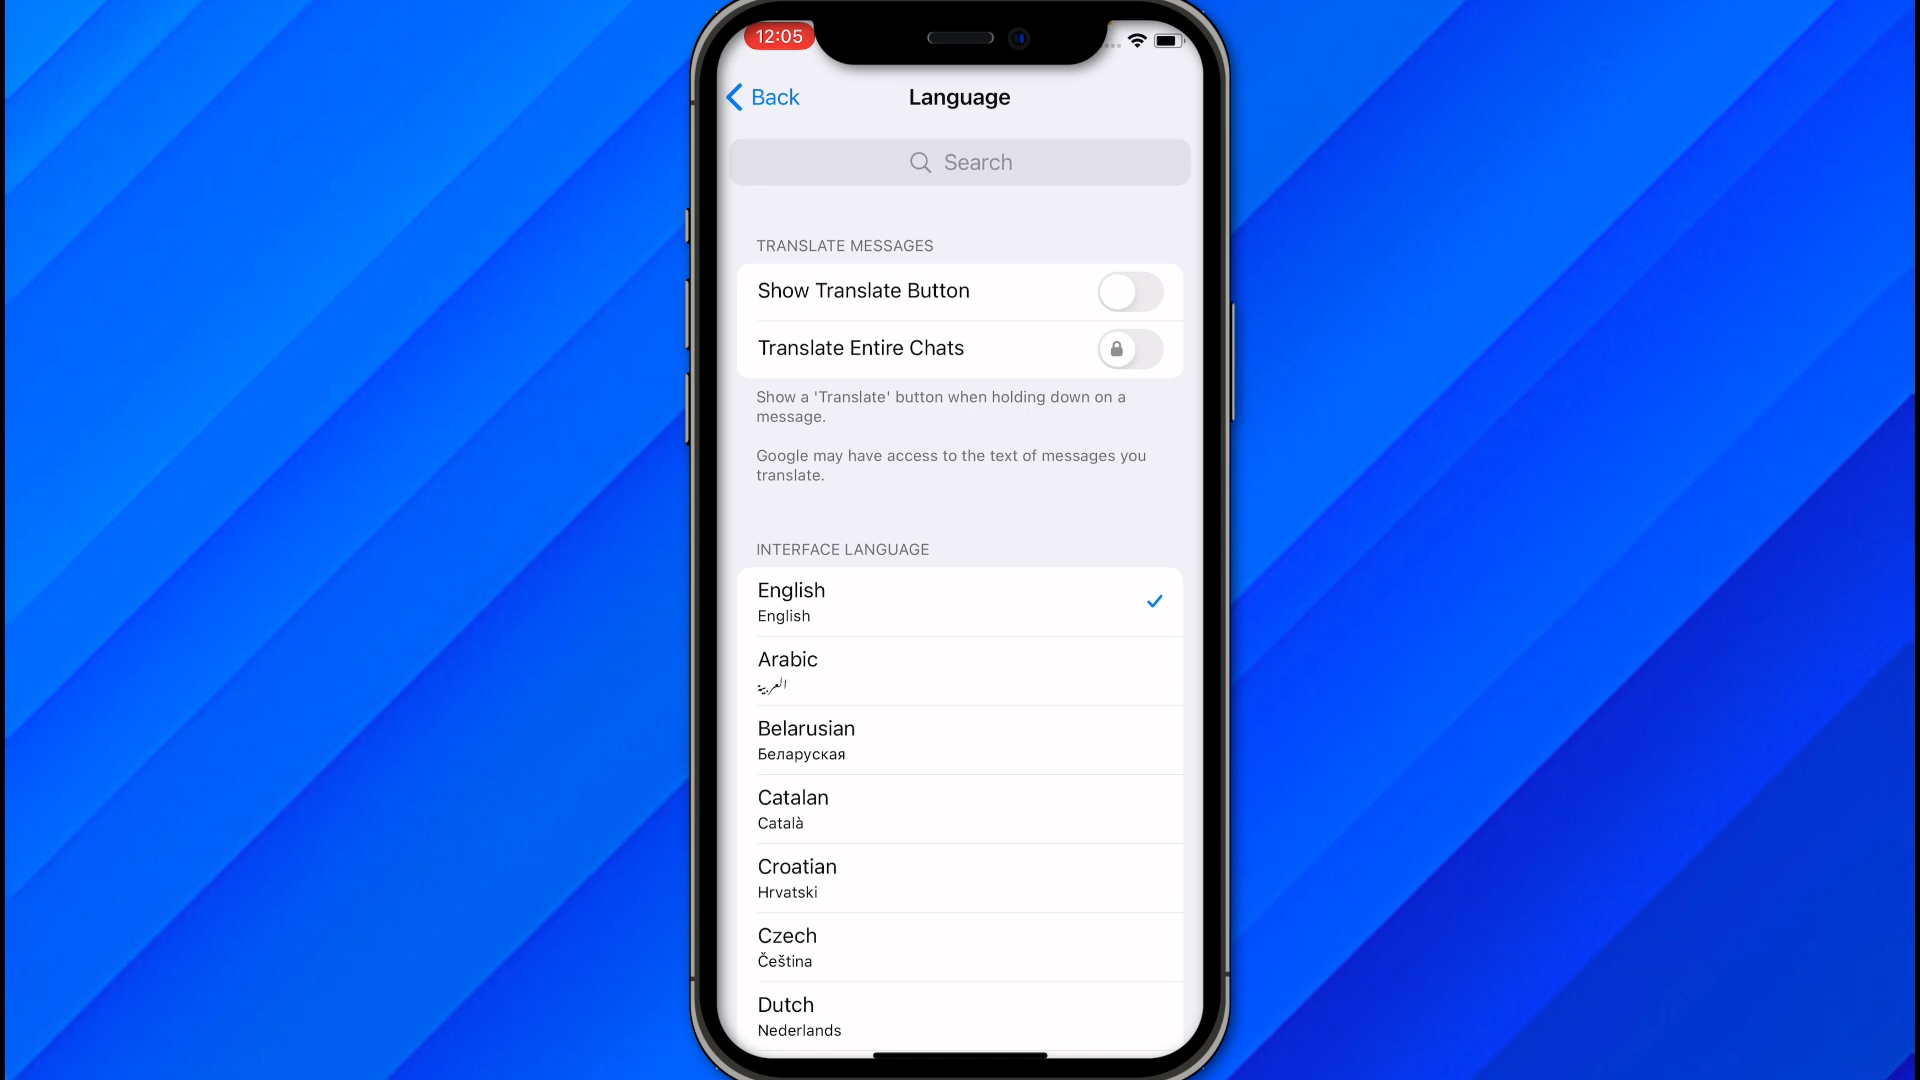 12:05
Back
Language
Search
TRANSLATE MESSAGES
Show Translate Button
Translate Entire Chats
Show a 'Translate' button when holding down on a
message.
Google may have access to the text of messages you
translate.
INTERFACE LANGUAGE
English
English
Arabic
العربية
Belarusian
Беларуская
Catalan
Català
Croatian
Hrvatski
Czech
Čeština
Dutch
Nederlands